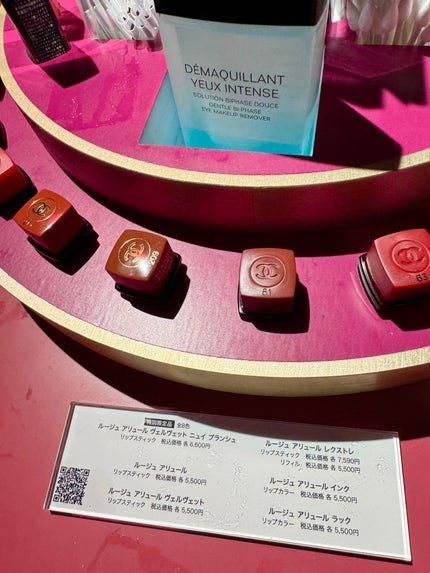 DÉMAQUILLANT
YEUX INTENSE
SOLUTION BIPHASE DOUCE
GENTLE BI-PHASE
EYE MAKEUP REMOVER
209
61
63
特別限定品 全8色
ルージュ アリュール ヴェルヴェット ニュイ ブランシュ
リップスティック 税込価格 各 6,600円
ルージュ アリュール
リップスティック 税込価格 各 5,500円
ルージュ アリュール ヴェルヴェット
リップスティック 税込価格 各 5,500円
ルージュ アリュール レクストレ
リップスティック 税込価格 各 7,590円
リフィル 税込価格 各 5,500円
ルージュ アリュール インク
リップカラー 税込価格 各 5,500円
ルージュ アリュール ラック
リップカラー 税込価格 各 5,500円